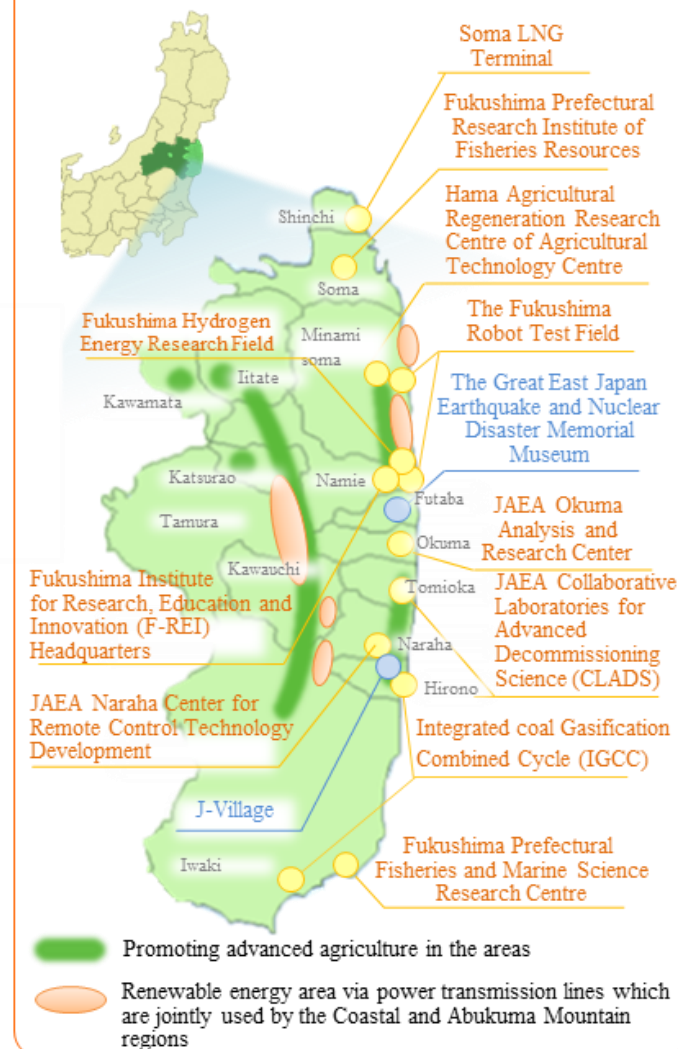 Soma LNG
Terminal
Fukushima Prefectural
Research Institute of
Fisheries Resources
Hama Agricultural
Regeneration Research
Centre of Agricultural
Technology Centre
Shinchi
Soma
The Fukushima
Robot Test Field
Fukushima Hydrogen
Energy Research Field
Minami
soma
Iitate
Kawamata
The Great East Japan
Earthquake and Nuclear
Disaster Memorial
Museum
Katsurao
Namie
Futaba
Tamura
JAEA Okuma
Analysis and
Research Center
Okuma
Kawauchi
Tomioka
JAEA Collaborative
Laboratories for
Advanced
Decommissioning
Science (CLADS)
Fukushima Institute
for Research, Education and
Innovation (F-REI)
Headquarters
Naraha
Hirono
JAEA Naraha Center for
Remote Control Technology
Development
Integrated coal Gasification
Combined Cycle (IGCC)
J-Village
Iwaki
Fukushima Prefectural
Fisheries and Marine Science
Research Centre
Promoting advanced agriculture in the areas
Renewable energy area via power transmission lines which
are jointly used by the Coastal and Abukuma Mountain
regions